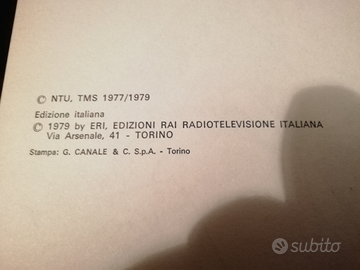 © NTU, TMS 1977/1979
Edizione italiana
© 1979 by ERI, EDIZIONI RAI RADIOTELEVISIONE ITALIANA
Via Arsenale, 41 - TORINO
Stampa: G. CANALE & C. S.p.A. - Torino
subito